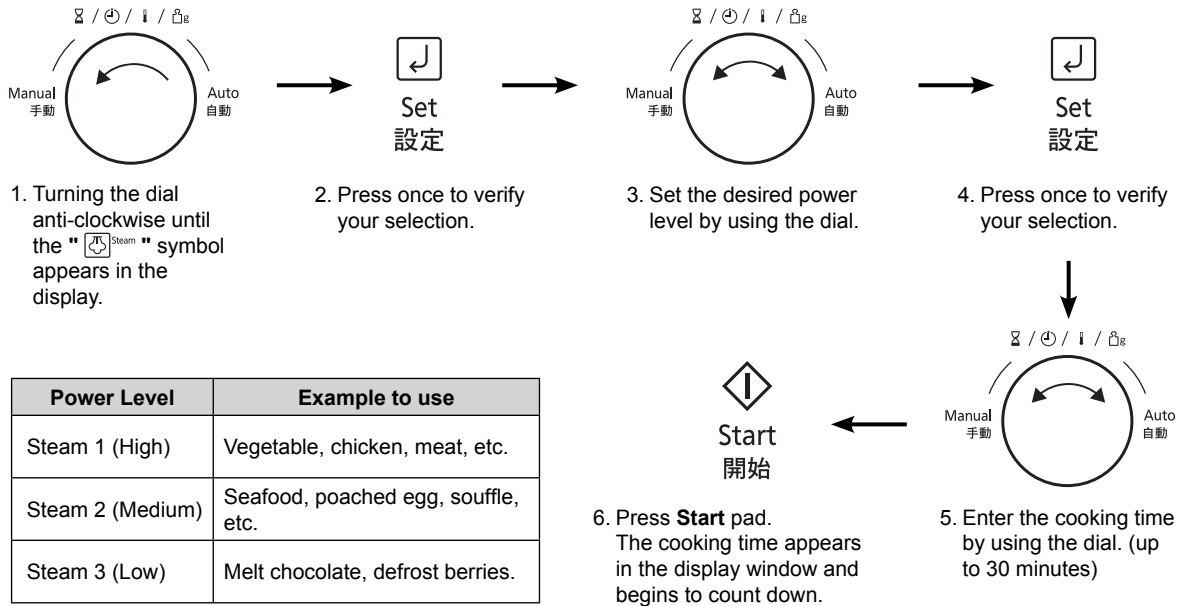 Manual
手動
Auto
自動
1. Turning the dial
anti-clockwise until
the " Steam " symbol
appears in the
display.
Set
設定
2. Press once to verify
your selection.
Manual
手動
Auto
自動
3. Set the desired power
level by using the dial.
Set
設定
4. Press once to verify
your selection.
Manual
手動
Auto
自動
5. Enter the cooking time
by using the dial. (up
to 30 minutes)
Start
開始
6. Press Start pad.
The cooking time appears
in the display window and
begins to count down.
Power Level Example to use
Steam 1 (High) Vegetable, chicken, meat, etc.
Steam 2 (Medium) Seafood, poached egg, souffle,
etc.
Steam 3 (Low) Melt chocolate, defrost berries.